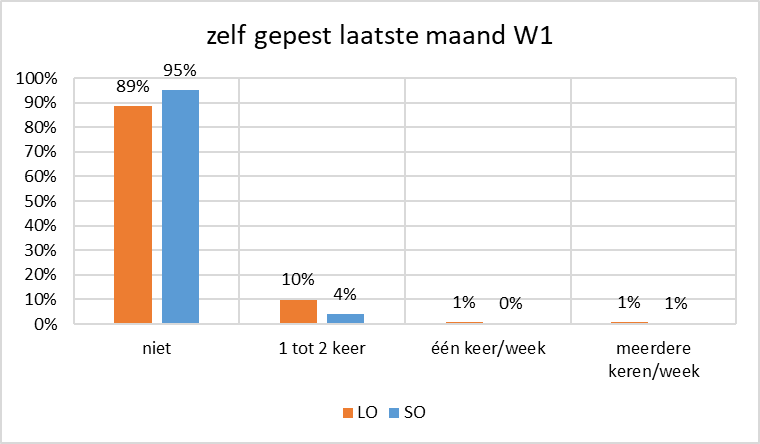 zelf gepest laatste maand W1
100%
90%
80%
70%
60%
50%
40%
30%
20%
10%
0%
89%
95%
10%
4%
1%
0%
1%
1%
niet
1 tot 2 keer
één keer/week
meerdere
keren/week
LO
SO